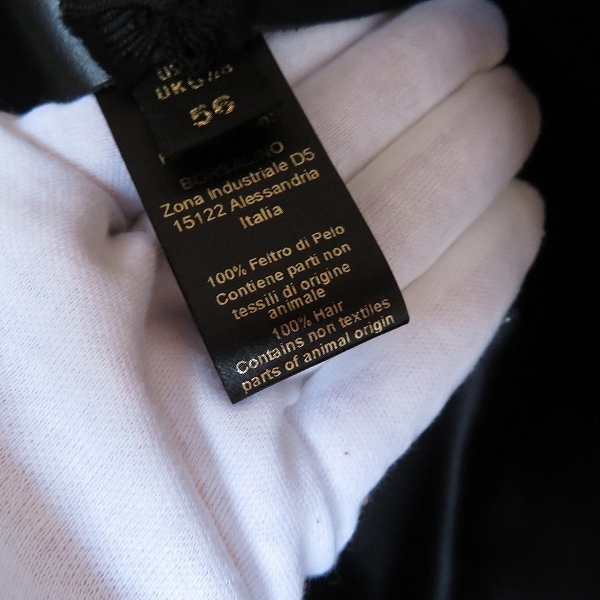 56
BORSALINO
Zona Industriale D5
15122 Alessandria
Italia
100% Feltro di Pelo
Contiene parti non
tessili di origine
animale
100% Hair
Contains non textiles
parts of animal origin